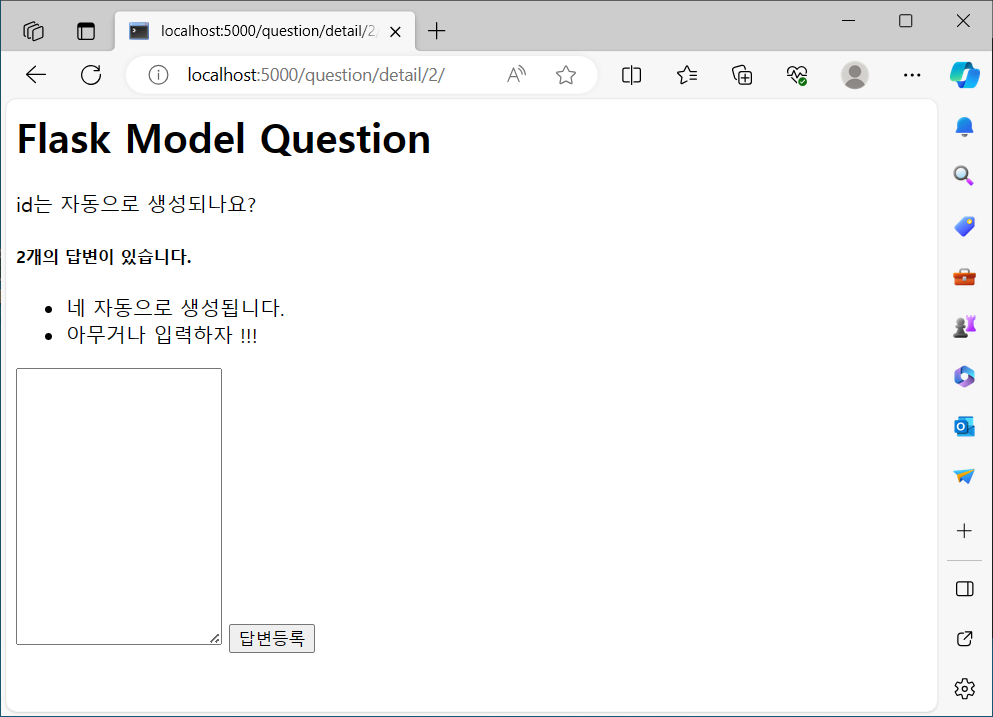 localhost:5000/question/detail/2/
localhost:5000/question/detail/2/
Flask Model Question
id는 자동으로 생성되나요?
2개의 답변이 있습니다.
네 자동으로 생성됩니다.
아무거나 입력하자 !!!
답변등록